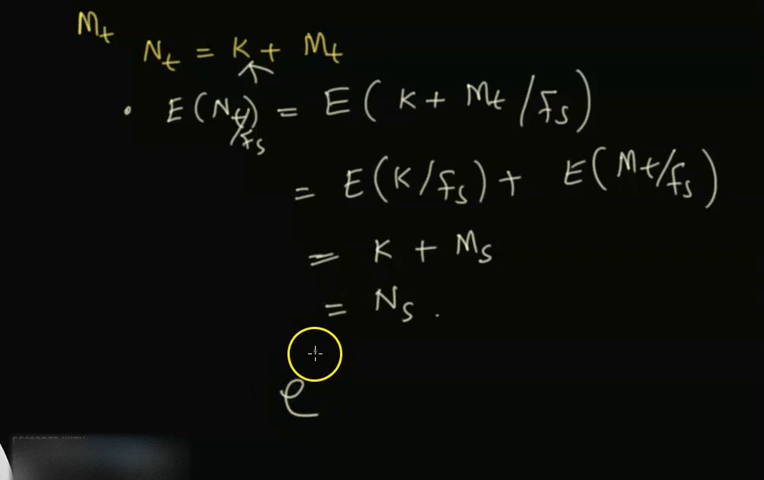 Mt
Nt = K + Mt
• E(Nt/fs) = E( K + Mt /fs)
= E(K/fs) + E(Mt/fs)
= K + Ms
= Ns.
e